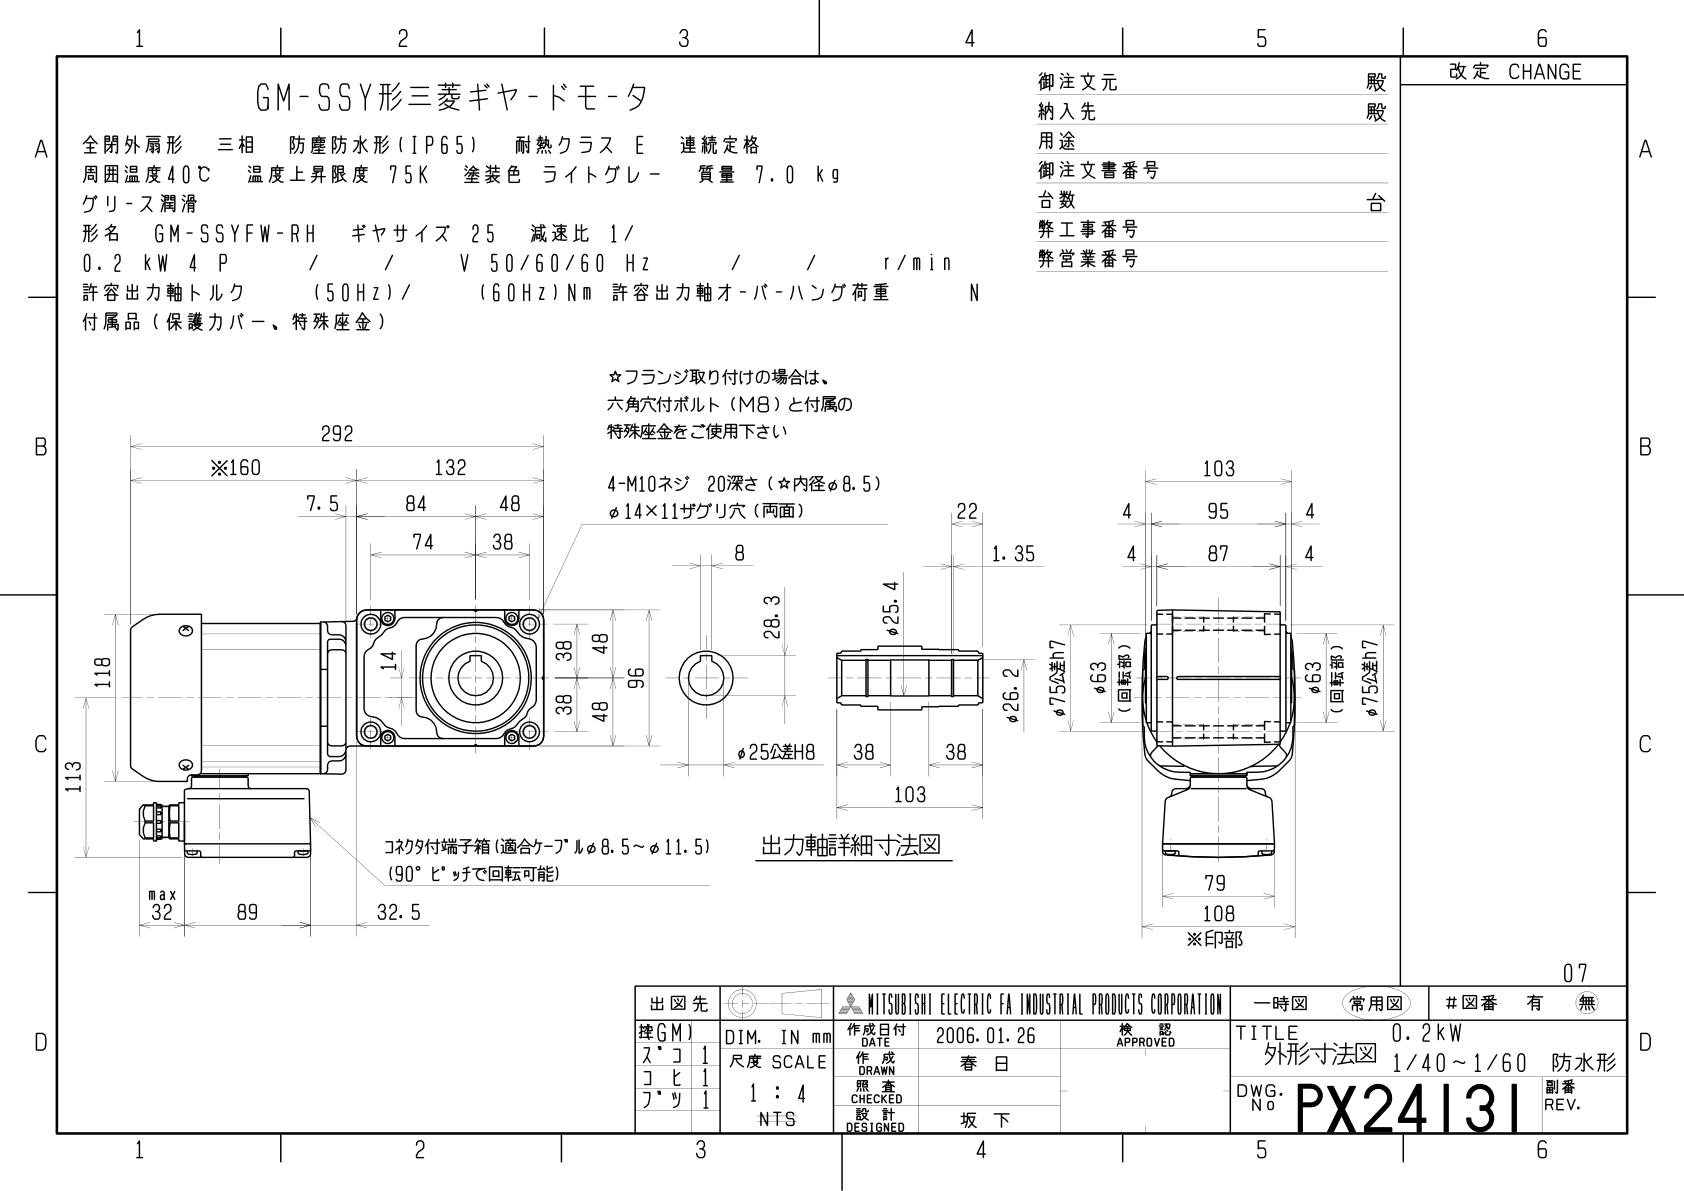 1 2 3 4 5 6
A
B
C
D
A
B
C
D
GM-SSY形三菱ギヤ-ドモ-タ
全閉外扇形 三相 防塵防水形(IP65) 耐熱クラス E 連続定格
周囲温度40℃ 温度上昇限度 75K 塗装色 ライトグレー 質量 7.0 kg
グリ-ス潤滑
形名 GM-SSYFW-RH ギヤサイズ 25 減速比 1/
0.2 kW 4 P / / V 50/60/60 Hz / / r/min
許容出力軸トルク (50Hz)/ (60Hz)Nm 許容出力軸オ-バ-ハング荷重 N
付属品(保護カバー、特殊座金)
御注文元 殿
納入先 殿
用途
御注文書番号
台数 台
弊工事番号
弊営業番号
改定 CHANGE
☆フランジ取り付けの場合は、
六角穴付ボルト(M8)と付属の
特殊座金をご使用下さい
4-M10ネジ 20深さ(☆内径φ8.5)
φ14×11ザグリ穴(両面)
292
※160 132
7.5 84 48
74 38
118
113
14
38
38
48
48
96
max
32 89 32.5
コネクタ付端子箱(適合ケーブルφ8.5~φ11.5)
(90°ピッチで回転可能)
8
28.3
φ25公差H8
22
1.35
φ25.4
φ26.2
38 38
103
出力軸詳細寸法図
103
4 95 4
4 87 4
φ75公差h7
φ63
(回転部)
φ63
(回転部)
φ75公差h7
79
108
※印部
07
出図先
MITSUBISHI ELECTRIC FA INDUSTRIAL PRODUCTS CORPORATION
一時図 常用図 #図番 有 無
GM)
スﾞコ 1
コヒ 1
ブツ 1
DIM. IN mm
尺度 SCALE
1 : 4
NTS
作成日付
DATE
2006.01.26
作 成
DRAWN
春 日
照 査
CHECKED
設 計
DESIGNED
坂 下
検 認
APPROVED
TITLE
外形寸法図
0.2kW
1/40~1/60 防水形
DWG.
No
PX24131
副番
REV.
1 2 3 4 5 6